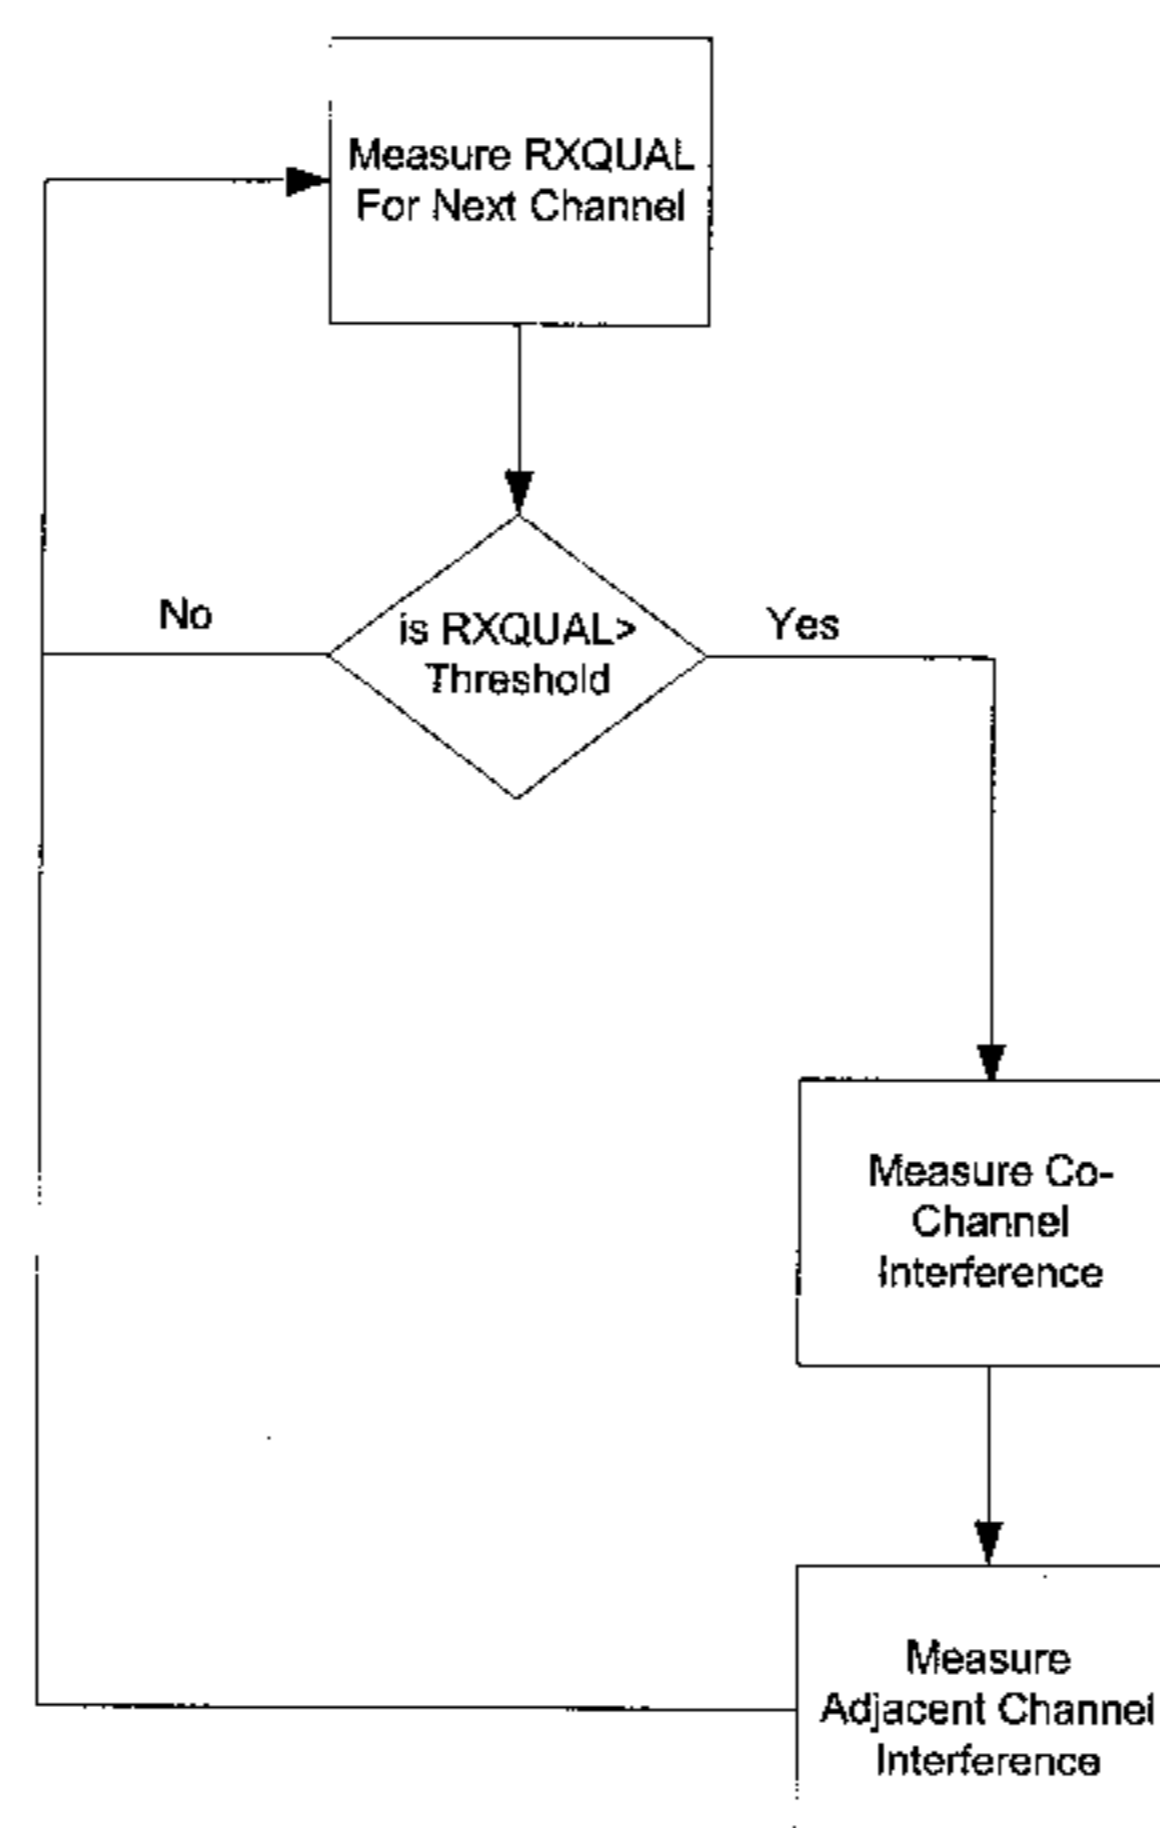 Measure RXQUAL
For Next Channel
No
is RXQUAL>
Threshold
Yes
Measure Co-
Channel
Interference
Measure
Adjacent Channel
Interference